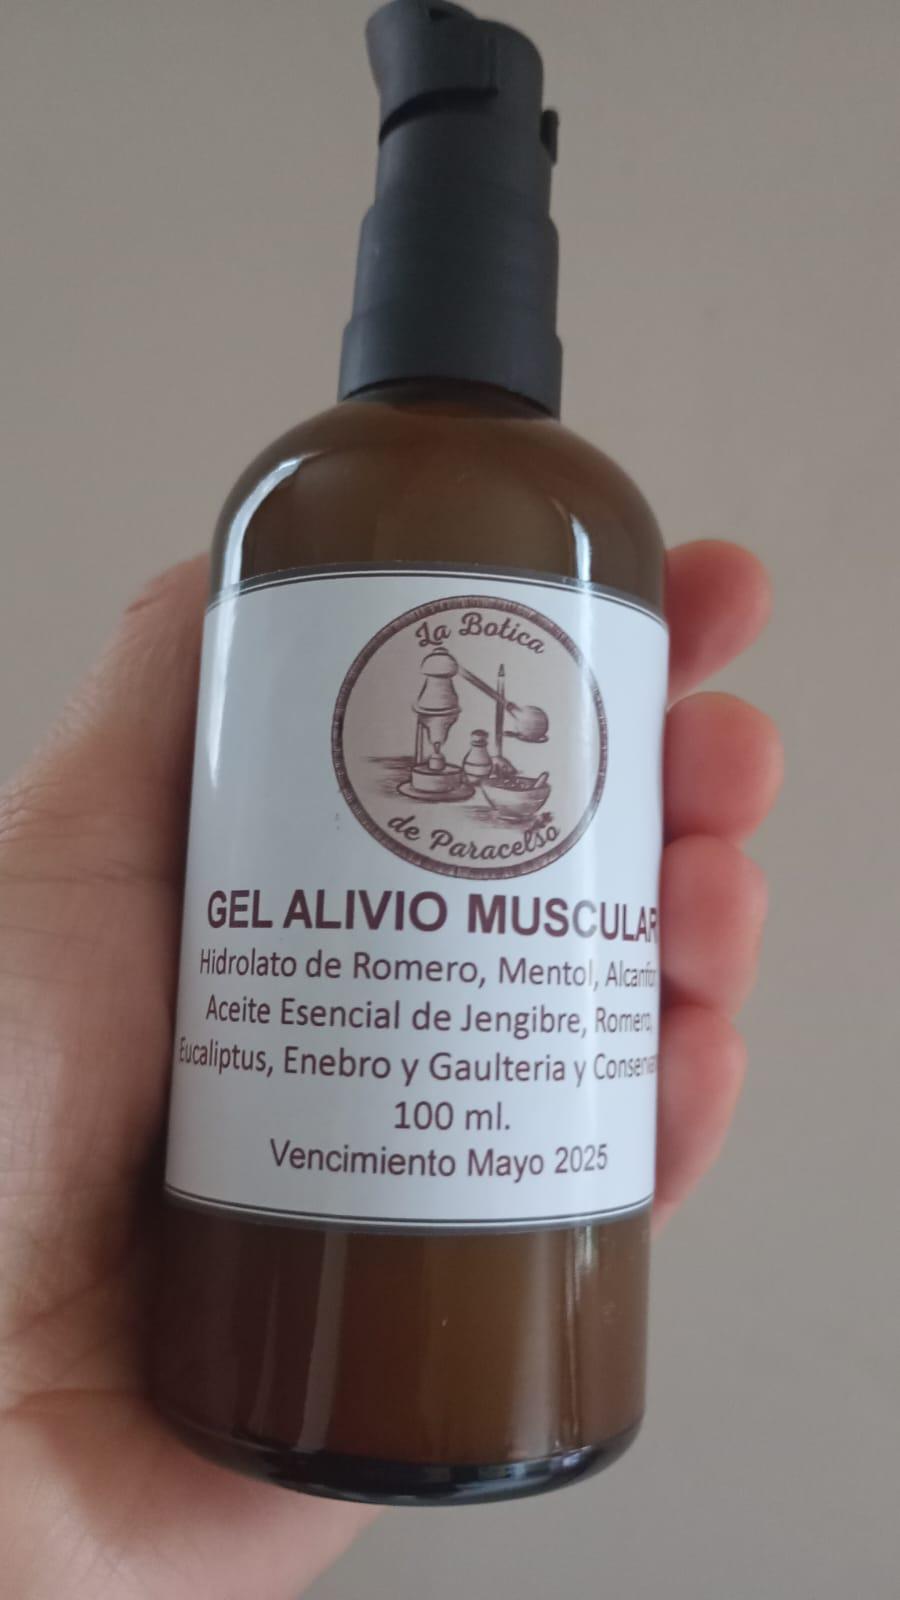 La Botica
de Paracelso
GEL ALIVIO MUSCULAR
Hidrolato de Romero, Mentol,
Aceite Esencial de Jengibre, Romero,
Eucaliptus, Enebro y Gaulteria y
100 ml.
Vencimiento Mayo 2025